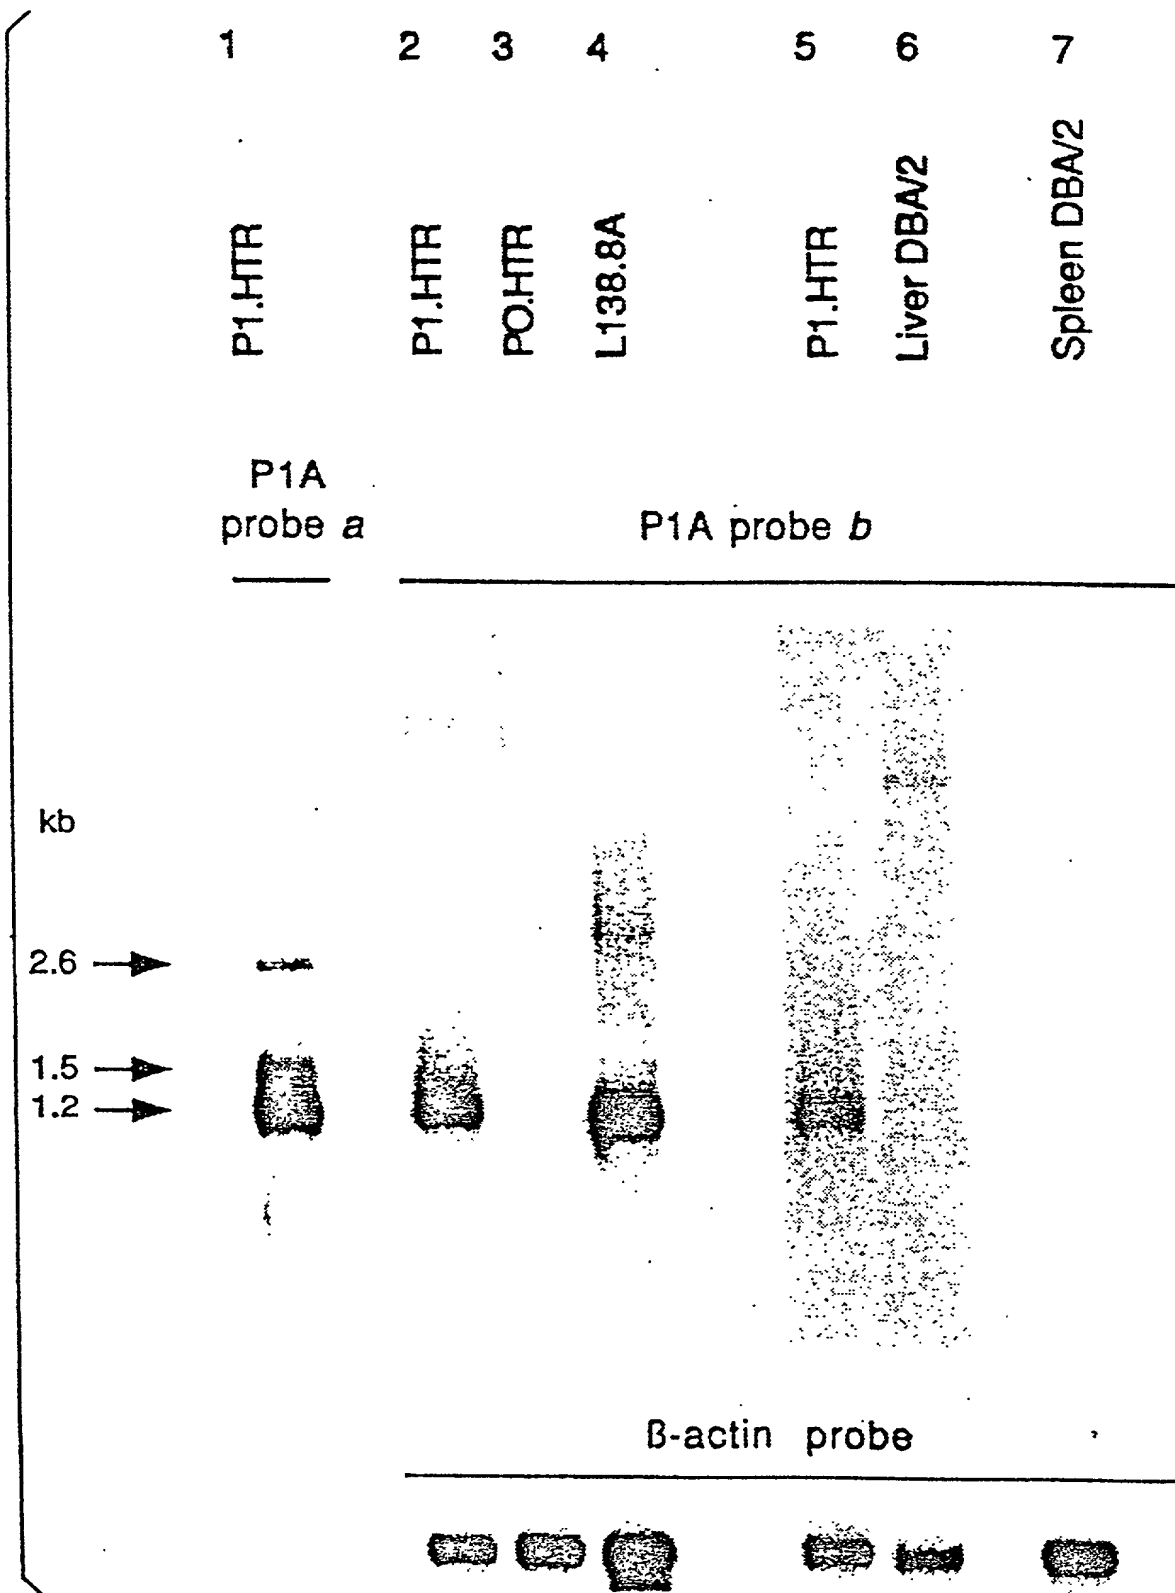 1 2 3 4 5 6 7
P1.HTR
P1.HTR
PO.HTR
L138.8A
P1.HTR
Liver DBA/2
Spleen DBA/2
P1A
probe a
P1A probe b
kb
2.6
1.5
1.2
ß-actin probe